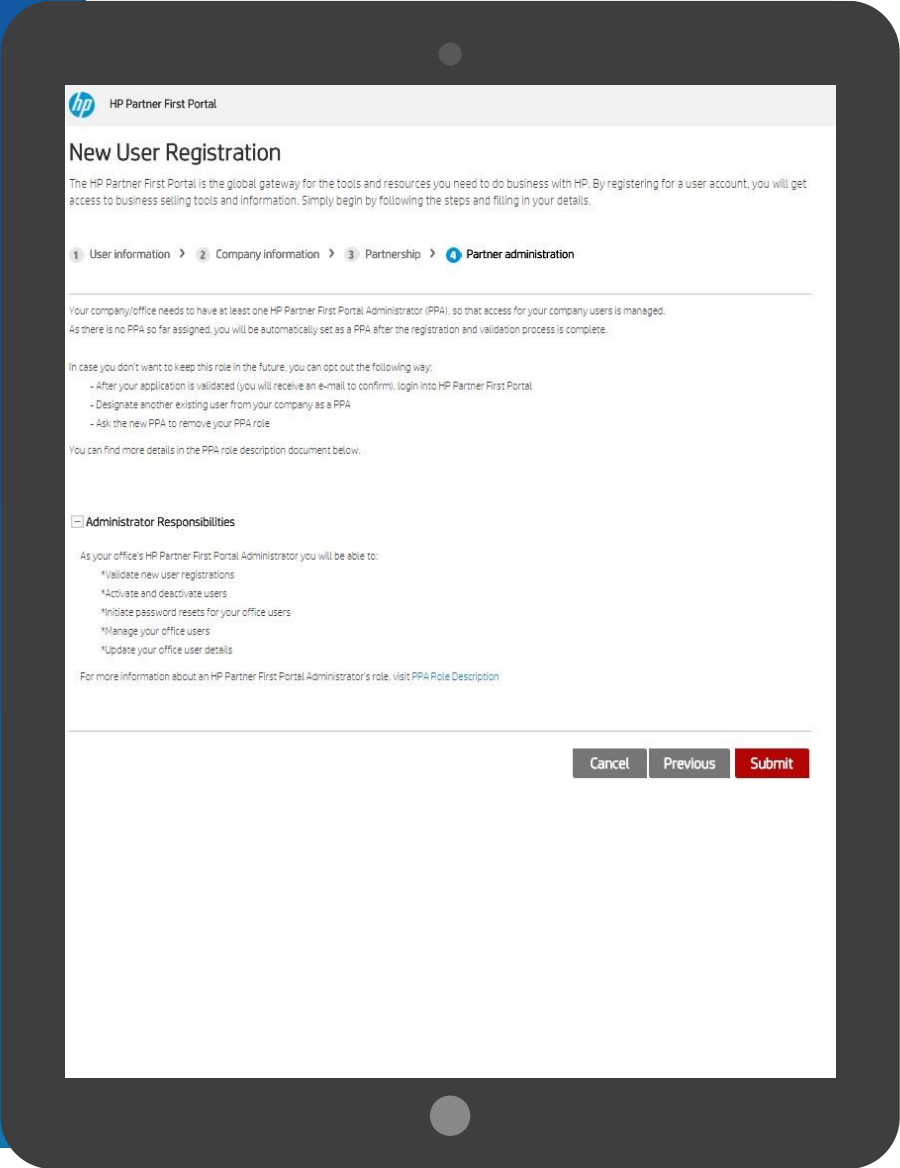 hp HP Partner First Portal
New User Registration
The HP Partner First Portal is the global gateway for the tools and resources you need to do business with HP. By registering for a user account, you will get
access to business selling tools and information. Simply begin by following the steps and filling in your details.
1 User information > 2 Company information > 3 Partnership > 4 Partner administration
Your company/office needs to have at least one HP Partner First Portal Administrator (PPA), so that access for your company users is managed.
As there is no PPA so far assigned, you will be automatically set as a PPA after the registration and validation process is complete.
In case you don't want to keep this role in the future, you can opt out the following way:
- After your application is validated (you will receive an e-mail to confirm), login into HP Partner First Portal
- Designate another existing user from your company as a PPA
- Ask the new PPA to remove your PPA role
You can find more details in the PPA role description document below.
Administrator Responsibilities
As your office's HP Partner First Portal Administrator you will be able to:
*Validate new user registrations
*Activate and deactivate users
*Initiate password resets for your office users
*Manage your office users
*Update your office user details
For more information about an HP Partner First Portal Administrator's role, visit PPA Role Description
Cancel Previous Submit